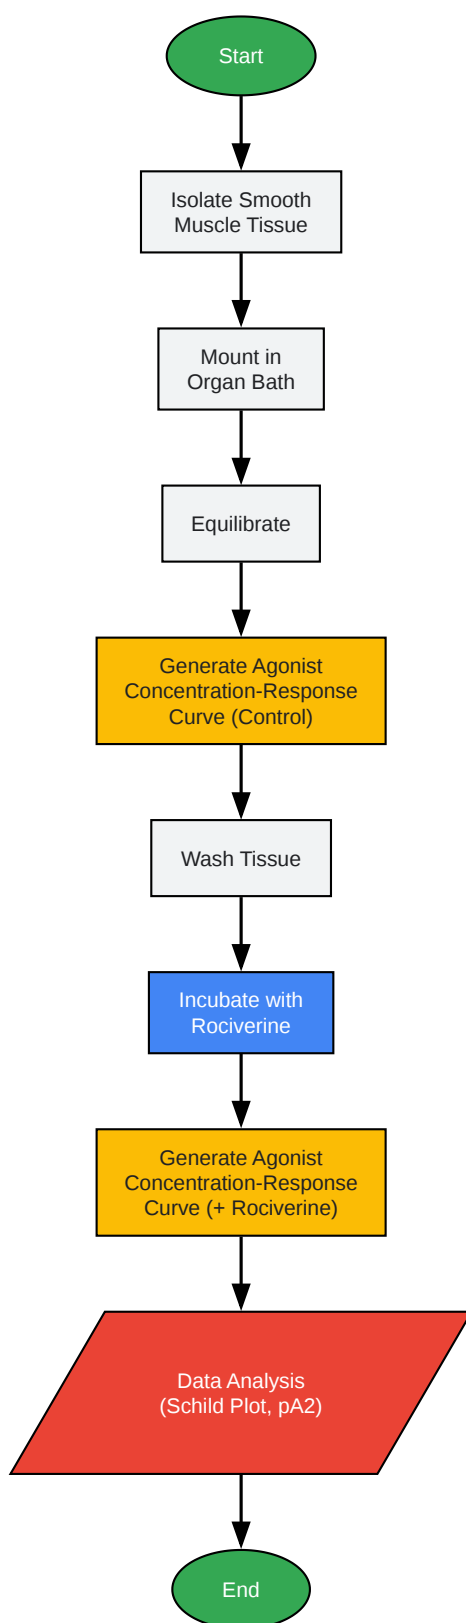 Start
Isolate Smooth
Muscle Tissue
Mount in
Organ Bath
Equilibrate
Generate Agonist
Concentration-Response
Curve (Control)
Wash Tissue
Incubate with
Rociverine
Generate Agonist
Concentration-Response
Curve (+ Rociverine)
Data Analysis
(Schild Plot, pA2)
End